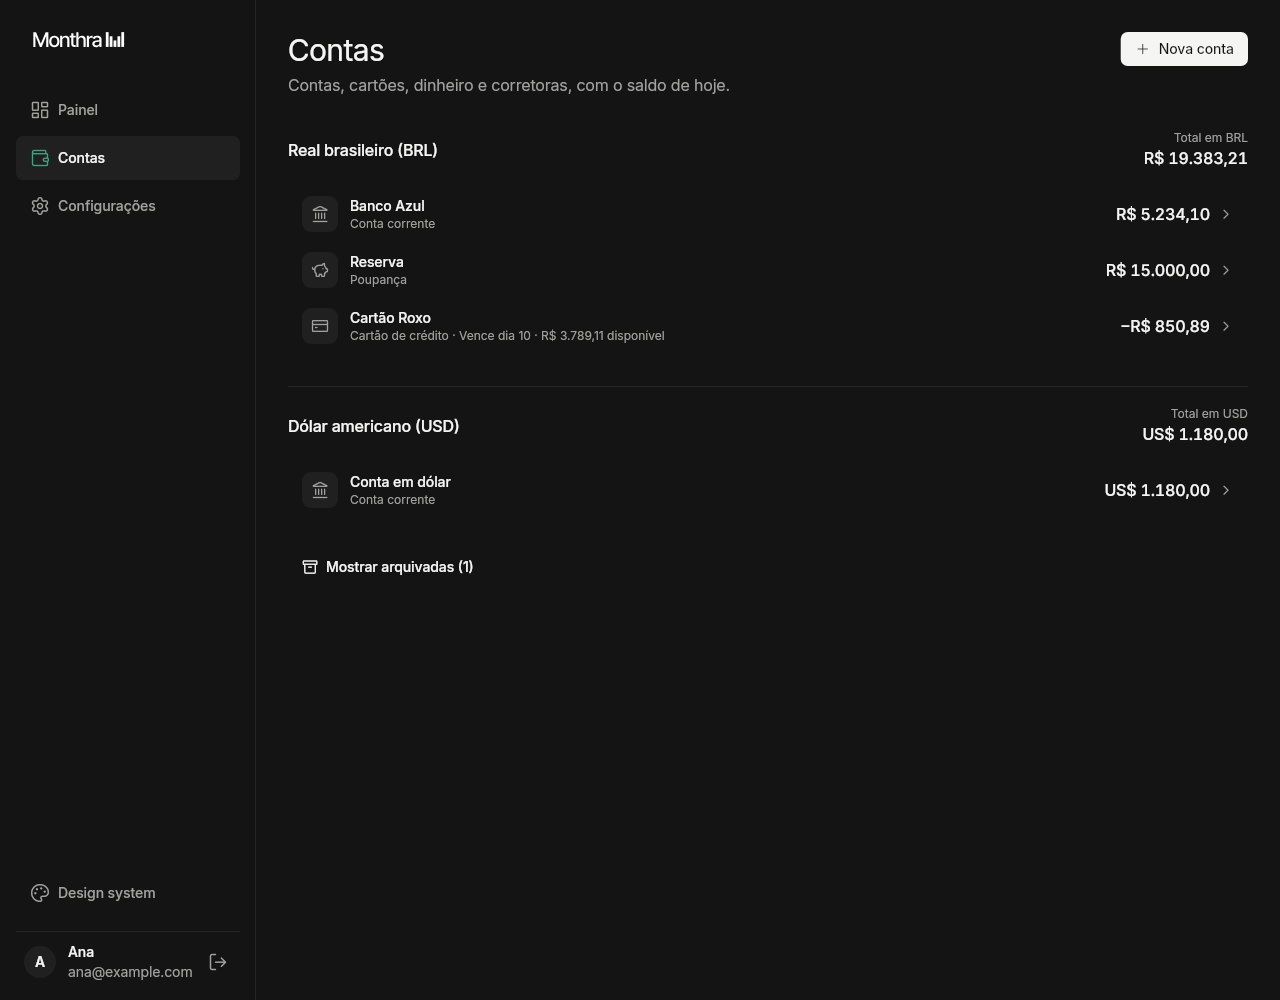 Monthra
Painel
Contas
Configurações
Design system
A
Ana
ana@example.com
Contas
Contas, cartões, dinheiro e corretoras, com o saldo de hoje.
Nova conta
Real brasileiro (BRL)
Total em BRL
R$ 19.383,21
Banco Azul
Conta corrente
R$ 5.234,10
Reserva
Poupança
R$ 15.000,00
Cartão Roxo
Cartão de crédito · Vence dia 10 · R$ 3.789,11 disponível
−R$ 850,89
Dólar americano (USD)
Total em USD
US$ 1.180,00
Conta em dólar
Conta corrente
US$ 1.180,00
Mostrar arquivadas (1)